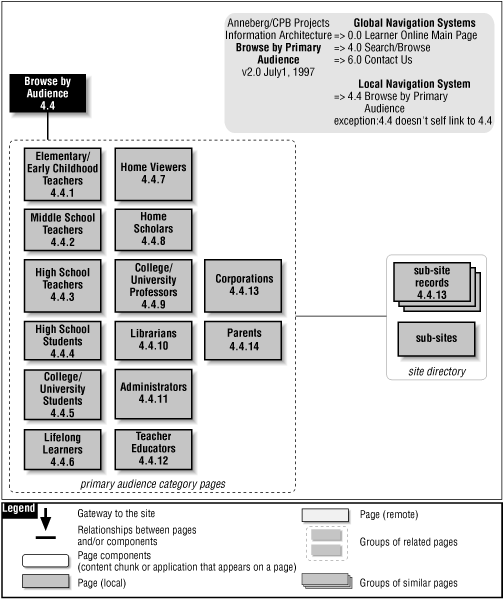 Anneberg/CPB Projects
Information Architecture
Browse by Primary
Audience
v2.0 July1, 1997
Global Navigation Systems
=> 0.0 Learner Online Main Page
=> 4.0 Search/Browse
=> 6.0 Contact Us
Local Navigation System
=> 4.4 Browse by Primary
Audience
exception:4.4 doesn't self link to 4.4
Browse by
Audience
4.4
Elementary/
Early Childhood
Teachers
4.4.1
Middle School
Teachers
4.4.2
High School
Teachers
4.4.3
High School
Students
4.4.4
College/
University
Students
4.4.5
Lifelong
Learners
4.4.6
Home Viewers
4.4.7
Home
Scholars
4.4.8
College/
University
Professors
4.4.9
Librarians
4.4.10
Administrators
4.4.11
Teacher
Educators
4.4.12
Corporations
4.4.13
Parents
4.4.14
primary audience category pages
sub-site
records
4.4.13
sub-sites
site directory
Legend
Gateway to the site
Relationships between pages
and/or components
Page components
(content chunk or application that appears on a page)
Page (local)
Page (remote)
Groups of related pages
Groups of similar pages